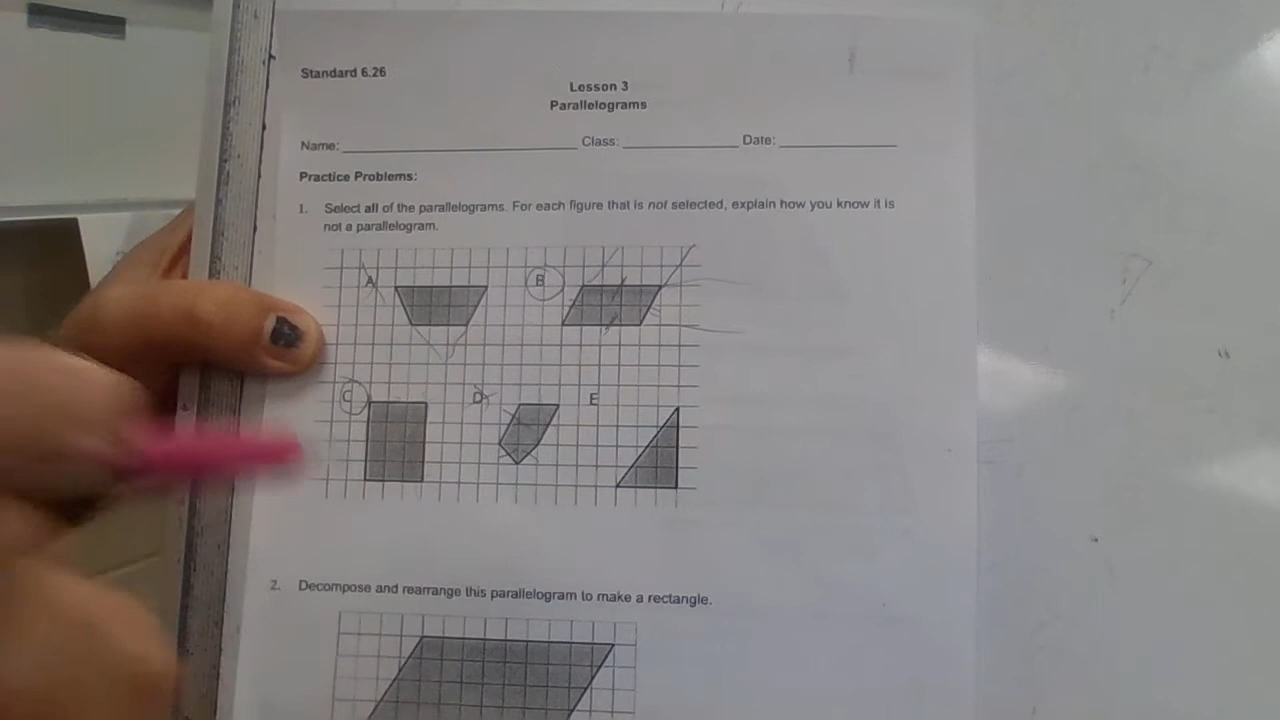 Standard 6.26
Lesson 3
Parallelograms
Name: Class: Date:
Practice Problems:
1. Select all of the parallelograms. For each figure that is not selected, explain how you know it is
not a parallelogram.
A B
C D E
2. Decompose and rearrange this parallelogram to make a rectangle.